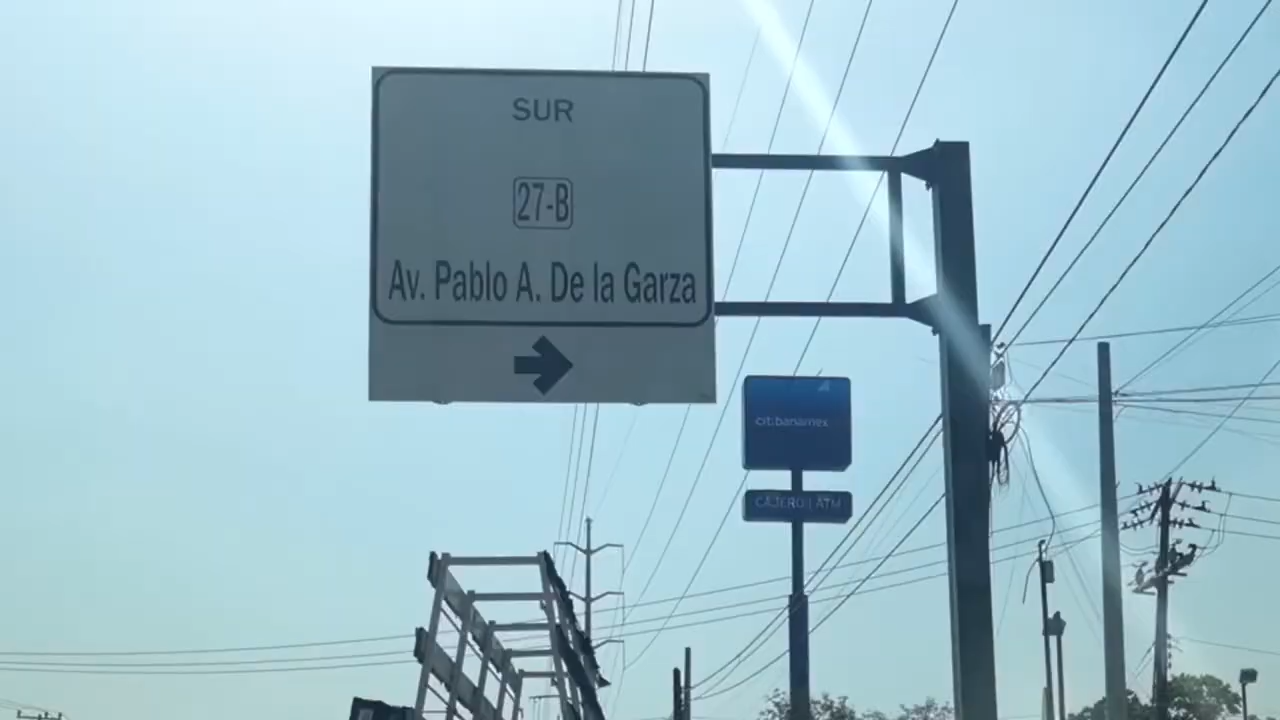 SUR
27-B
Av. Pablo A. De la Garza
citibanamex
CAJERO | ATM